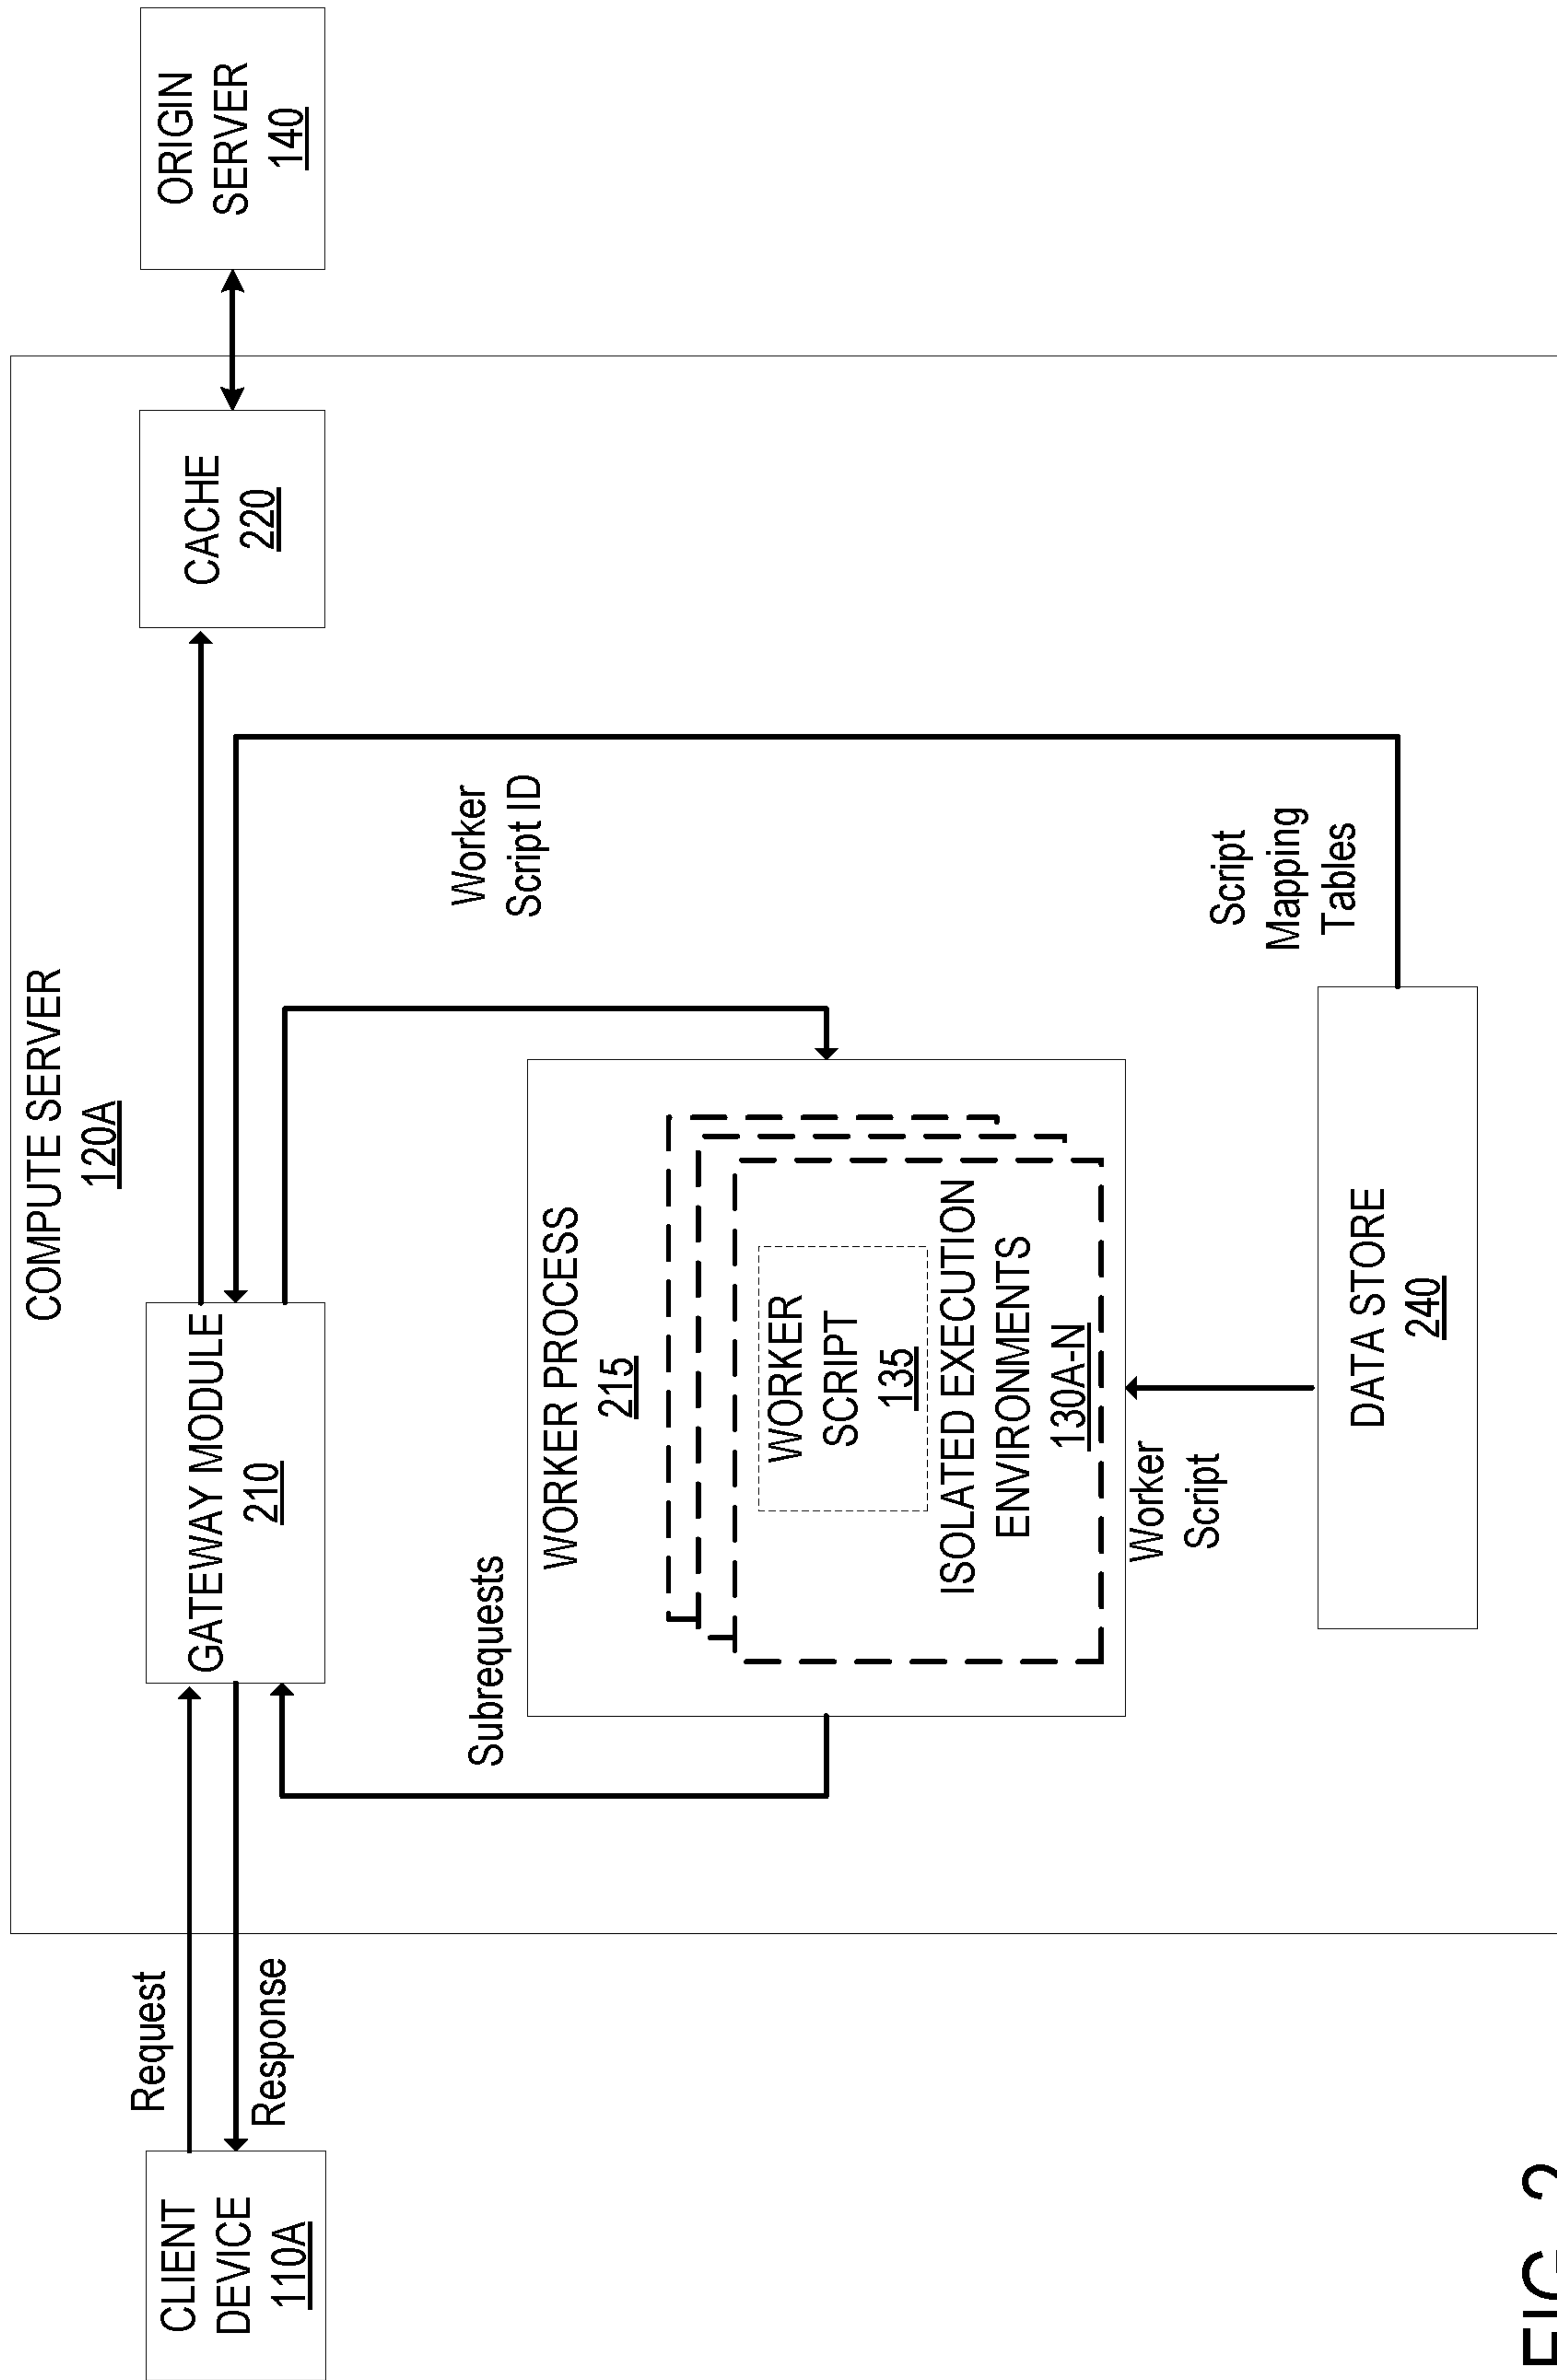 COMPUTE SERVER
120A
CLIENT
DEVICE
110A
Request
Response
GATEWAY MODULE
210
CACHE
220
ORIGIN
SERVER
140
Subrequests
Worker
Script ID
WORKER PROCESS
215
WORKER
SCRIPT
135
ISOLATED EXECUTION
ENVIRONMENTS
130A-N
Worker
Script
Script
Mapping
Tables
DATA STORE
240
FIG. 2